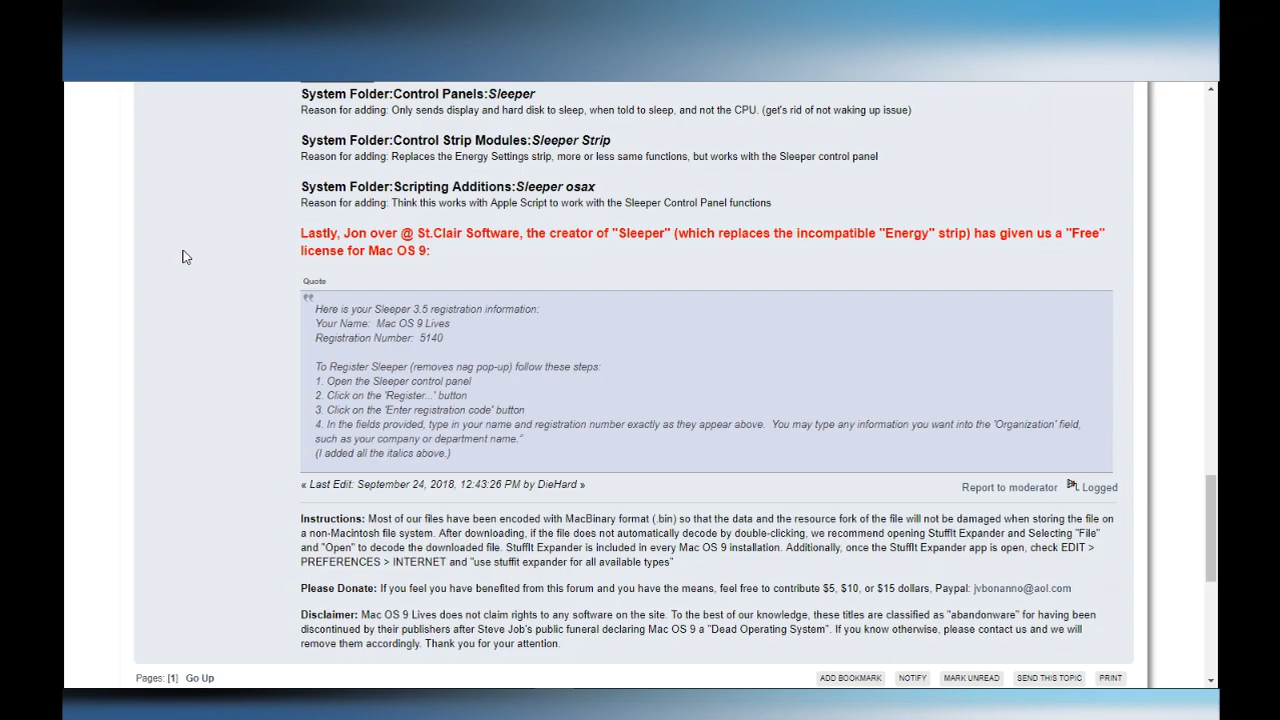 System Folder:Control Panels:Sleeper
Reason for adding: Only sends display and hard disk to sleep, when told to sleep, and not the CPU. (get's rid of not waking up issue)
System Folder:Control Strip Modules:Sleeper Strip
Reason for adding: Replaces the Energy Settings strip, more or less same functions, but works with the Sleeper control panel
System Folder:Scripting Additions:Sleeper osax
Reason for adding: Think this works with Apple Script to work with the Sleeper Control Panel functions
Lastly, Jon over @ St.Clair Software, the creator of "Sleeper" (which replaces the incompatible "Energy" strip) has given us a "Free"
license for Mac OS 9:
Quote
Here is your Sleeper 3.5 registration information:
Your Name:  Mac OS 9 Lives
Registration Number:  5140
To Register Sleeper (removes nag pop-up) follow these steps:
1. Open the Sleeper control panel
2. Click on the 'Register...' button
3. Click on the 'Enter registration code' button
4. In the fields provided, type in your name and registration number exactly as they appear above.  You may type any information you want into the 'Organization' field,
such as your company or department name."
(I added all the italics above.)
« Last Edit: September 24, 2018, 12:43:26 PM by DieHard »
Report to moderator Logged
Instructions: Most of our files have been encoded with MacBinary format (.bin) so that the data and the resource fork of the file will not be damaged when storing the file on
a non-Macintosh file system. After downloading, if the file does not automatically decode by double-clicking, we recommend opening StuffIt Expander and Selecting "File"
and "Open" to decode the downloaded file. StuffIt Expander is included in every Mac OS 9 installation. Additionally, once the StuffIt Expander app is open, check EDIT >
PREFERENCES > INTERNET and "use stuffit expander for all available types"
Please Donate: If you feel you have benefited from this forum and you have the means, feel free to contribute $5, $10, or $15 dollars, Paypal: jvbonanno@aol.com
Disclaimer: Mac OS 9 Lives does not claim rights to any software on the site. To the best of our knowledge, these titles are classified as "abandonware" for having been
discontinued by their publishers after Steve Job's public funeral declaring Mac OS 9 a "Dead Operating System". If you know otherwise, please contact us and we will
remove them accordingly. Thank you for your attention.
Pages: [1] Go Up
ADD BOOKMARK NOTIFY MARK UNREAD SEND THIS TOPIC PRINT